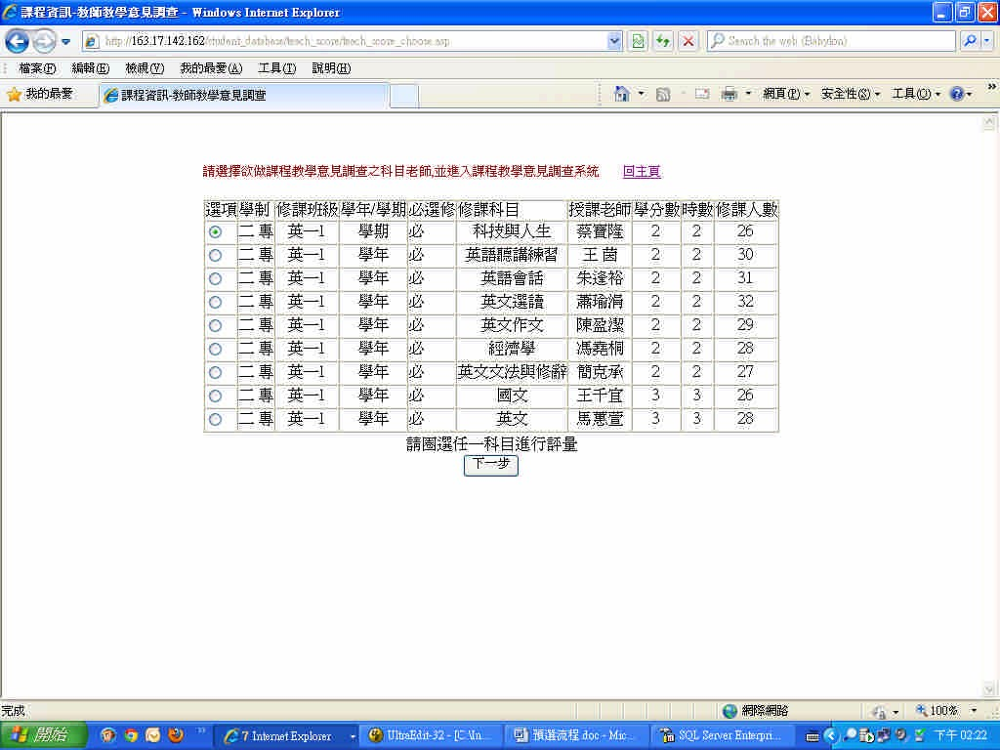 課程資訊-教師教學意見調查 - Windows Internet Explorer
http://163.17.142.162/student_database/teach_score/teach_score_choose.asp
Search the web (Babylon)
檔案(F) 編輯(E) 檢視(V) 我的最愛(A) 工具(T) 說明(H)
我的最愛 課程資訊-教師教學意見調查 網頁(P) 安全性(S) 工具(O) »
請選擇欲做課程教學意見調查之科目老師,並進入課程教學意見調查系統 回主頁
選項 學制 修課班級 學年/學期 必選修 修課科目 授課老師 學分數 時數 修課人數
二專 英一1 學期 必 科技與人生 蔡寶隆 2 2 26
二專 英一1 學年 必 英語聽講練習 王茵 2 2 30
二專 英一1 學年 必 英語會話 朱逢裕 2 2 31
二專 英一1 學年 必 英文選讀 蕭瑜涓 2 2 32
二專 英一1 學年 必 英文作文 陳盈潔 2 2 29
二專 英一1 學年 必 經濟學 馮堯桐 2 2 28
二專 英一1 學年 必 英文文法與修辭 簡克承 2 2 27
二專 英一1 學年 必 國文 王千宜 3 3 26
二專 英一1 學年 必 英文 馬蕙萱 3 3 28
請圈選任一科目進行評量
下一步
完成 網際網路 100%
開始 » 7 Internet Explorer UltraEdit-32 - [C:\In... 預選流程.doc - Mic... SQL Server Enterpri... 下午 02:22